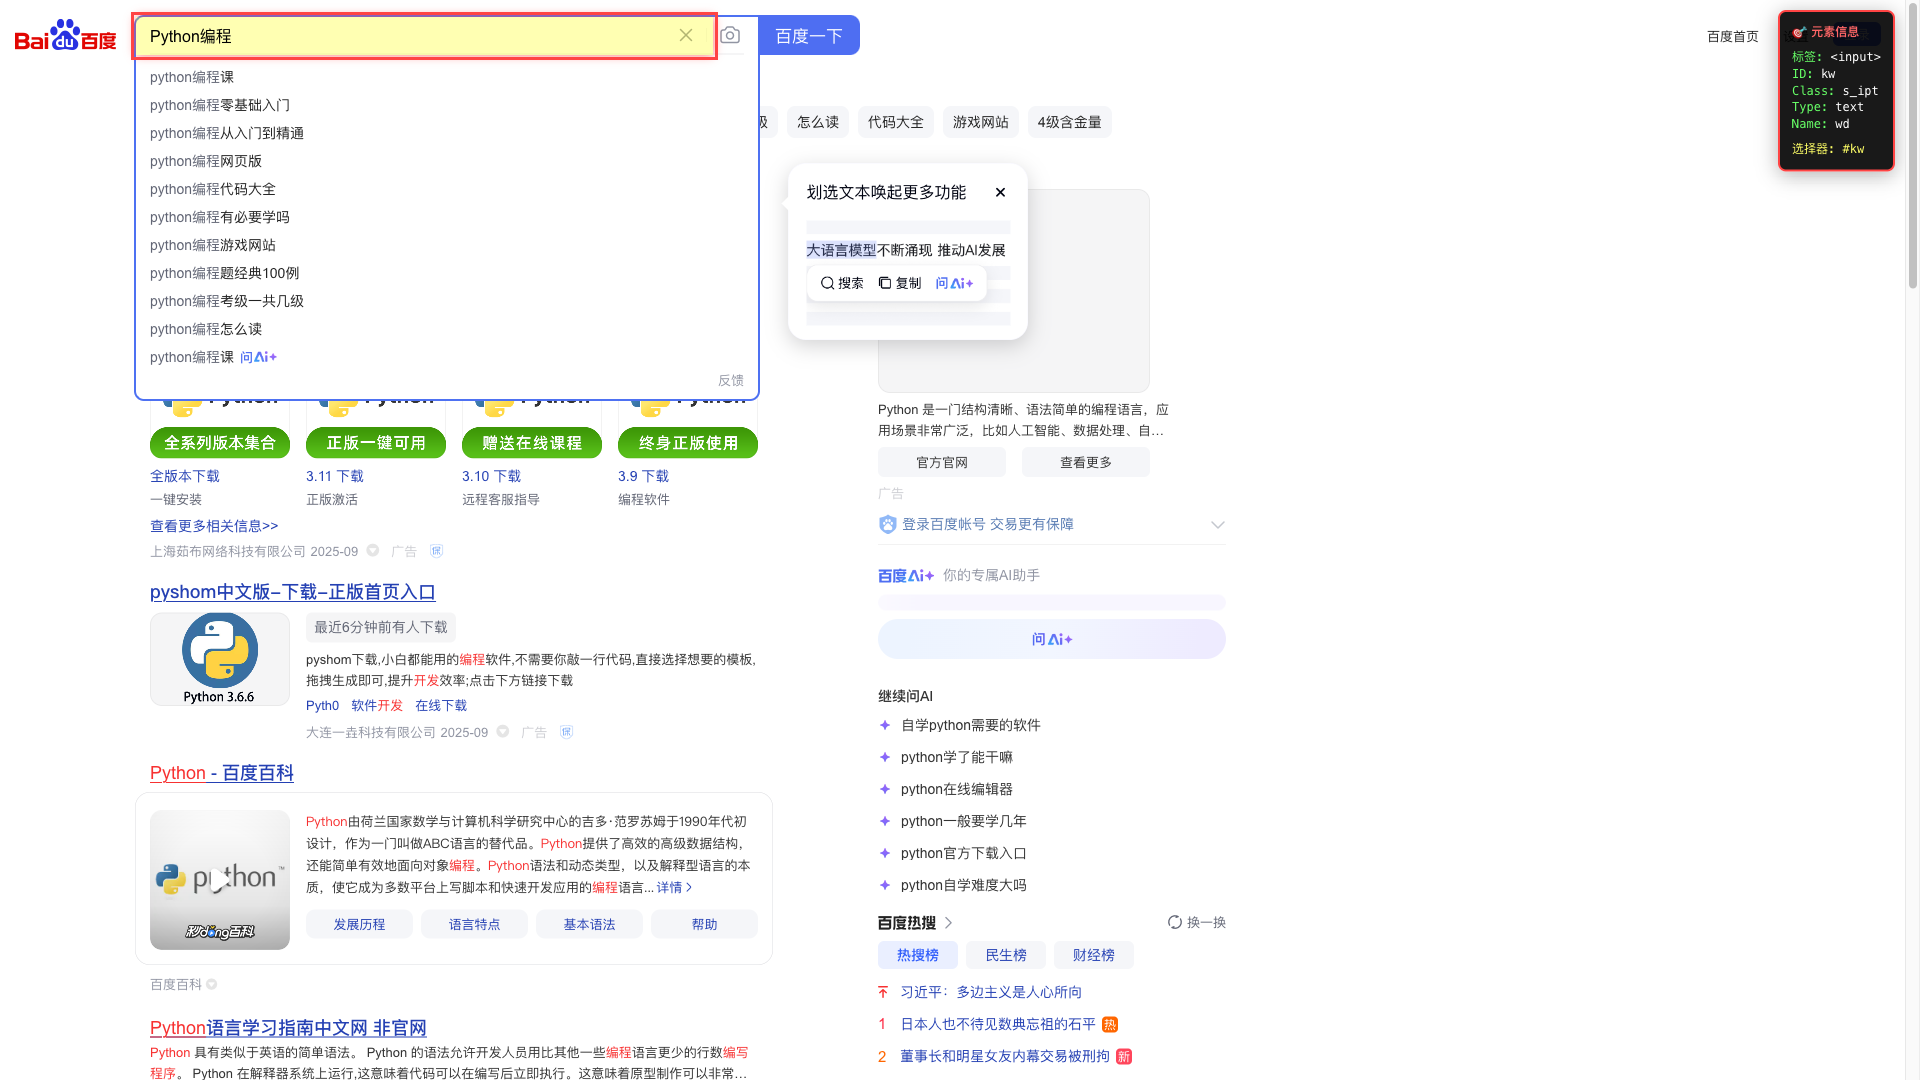 Bai du 百度
Python编程
百度一下
百度首页
python编程课
python编程零基础入门
python编程从入门到精通
python编程网页版
python编程代码大全
python编程有必要学吗
python编程游戏网站
python编程题经典100例
python编程考级一共几级
python编程怎么读
python编程课 问Ai+
反馈
怎么读
代码大全
游戏网站
4级含金量
划选文本唤起更多功能
大语言模型不断涌现 推动AI发展
搜索 复制 问Ai+
🎯 元素信息
标签: <input>
ID: kw
Class: s_ipt
Type: text
Name: wd
选择器: #kw
全系列版本集合
正版一键可用
赠送在线课程
终身正版使用
全版本下载
3.11 下载
3.10 下载
3.9 下载
一键安装
正版激活
远程客服指导
编程软件
查看更多相关信息>>
上海茹布网络科技有限公司 2025-09 广告 保
pyshom中文版–下载–正版首页入口
Python 3.6.6
最近6分钟前有人下载
pyshom下载,小白都能用的编程软件,不需要你敲一行代码,直接选择想要的模板,
拖拽生成即可,提升开发效率;点击下方链接下载
Pyth0 软件开发 在线下载
大连一垚科技有限公司 2025-09 广告 保
Python - 百度百科
python™
秒dong百科
Python由荷兰国家数学与计算机科学研究中心的吉多·范罗苏姆于1990年代初
设计，作为一门叫做ABC语言的替代品。Python提供了高效的高级数据结构，
还能简单有效地面向对象编程。Python语法和动态类型，以及解释型语言的本
质，使它成为多数平台上写脚本和快速开发应用的编程语言... 详情
发展历程
语言特点
基本语法
帮助
百度百科
Python语言学习指南中文网 非官网
Python 具有类似于英语的简单语法。 Python 的语法允许开发人员用比其他一些编程语言更少的行数编写
程序。 Python 在解释器系统上运行,这意味着代码可以在编写后立即执行。这意味着原型制作可以非常...
Python 是一门结构清晰、语法简单的编程语言，应
用场景非常广泛，比如人工智能、数据处理、自...
官方官网
查看更多
广告
登录百度帐号 交易更有保障
百度Ai+ 你的专属AI助手
问Ai+
继续问AI
自学python需要的软件
python学了能干嘛
python在线编辑器
python一般要学几年
python官方下载入口
python自学难度大吗
百度热搜
换一换
热搜榜
民生榜
财经榜
习近平：多边主义是人心所向
1 日本人也不待见数典忘祖的石平 热
2 董事长和明星女友内幕交易被刑拘 新